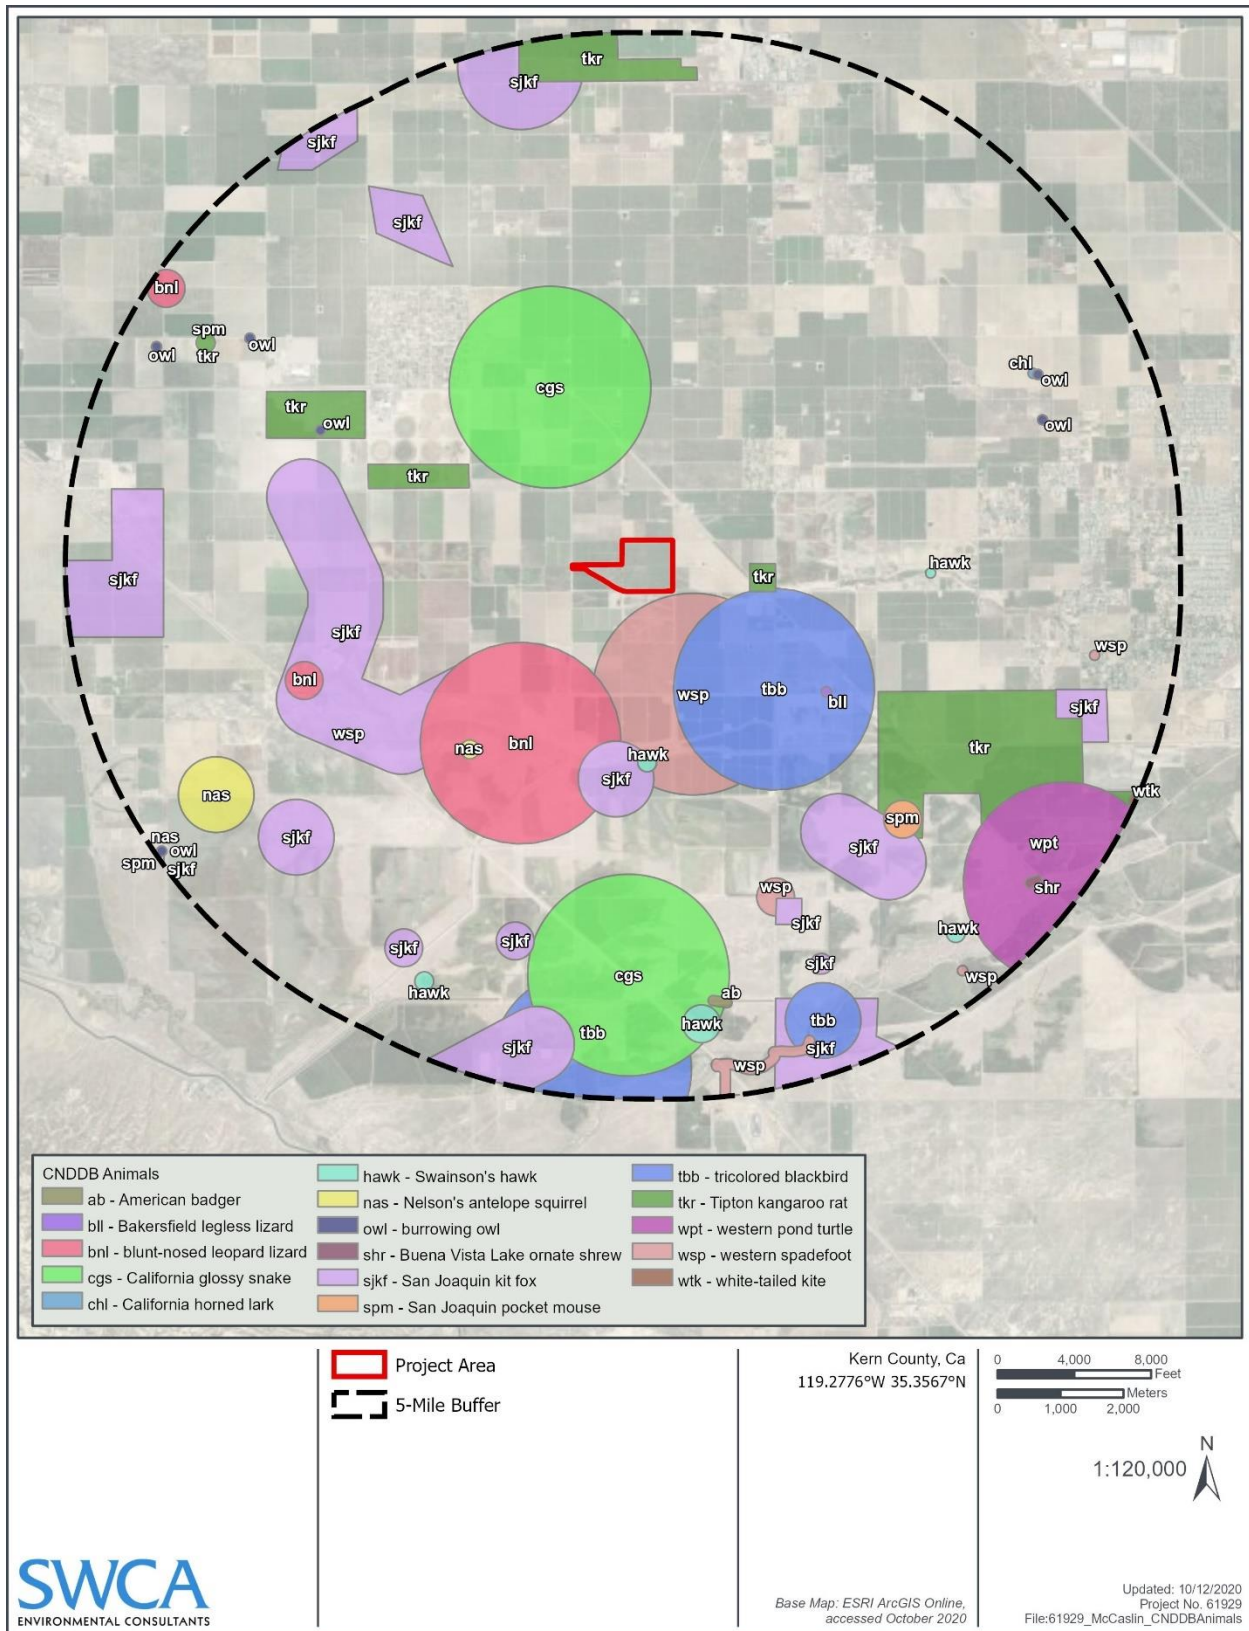 tkr
sjkf
sjkf
sjkf
bnl
spm
owl
tkr
owl
chl
owl
owl
cgs
tkr
owl
tkr
sjkf
hawk
tkr
sjkf
wsp
bnl
wsp
tbb
bll
sjkf
wsp
nas
bnl
hawk
sjkf
tkr
nas
wtk
spm
nas
owl
spm
sjkf
sjkf
sjkf
wpt
wsp
shr
sjkf
sjkf
sjkf
hawk
sjkf
wsp
hawk
cgs
ab
hawk
tbb
tbb
sjkf
sjkf
wsp
CNDDB Animals
ab - American badger
bll - Bakersfield legless lizard
bnl - blunt-nosed leopard lizard
cgs - California glossy snake
chl - California horned lark
hawk - Swainson's hawk
nas - Nelson's antelope squirrel
owl - burrowing owl
shr - Buena Vista Lake ornate shrew
sjkf - San Joaquin kit fox
spm - San Joaquin pocket mouse
tbb - tricolored blackbird
tkr - Tipton kangaroo rat
wpt - western pond turtle
wsp - western spadefoot
wtk - white-tailed kite
Project Area
5-Mile Buffer
Kern County, Ca
119.2776°W 35.3567°N
0 4,000 8,000
Feet
Meters
0 1,000 2,000
N
1:120,000
SWCA
ENVIRONMENTAL CONSULTANTS
Base Map: ESRI ArcGIS Online,
accessed October 2020
Updated: 10/12/2020
Project No. 61929
File:61929_McCaslin_CNDDBAnimals